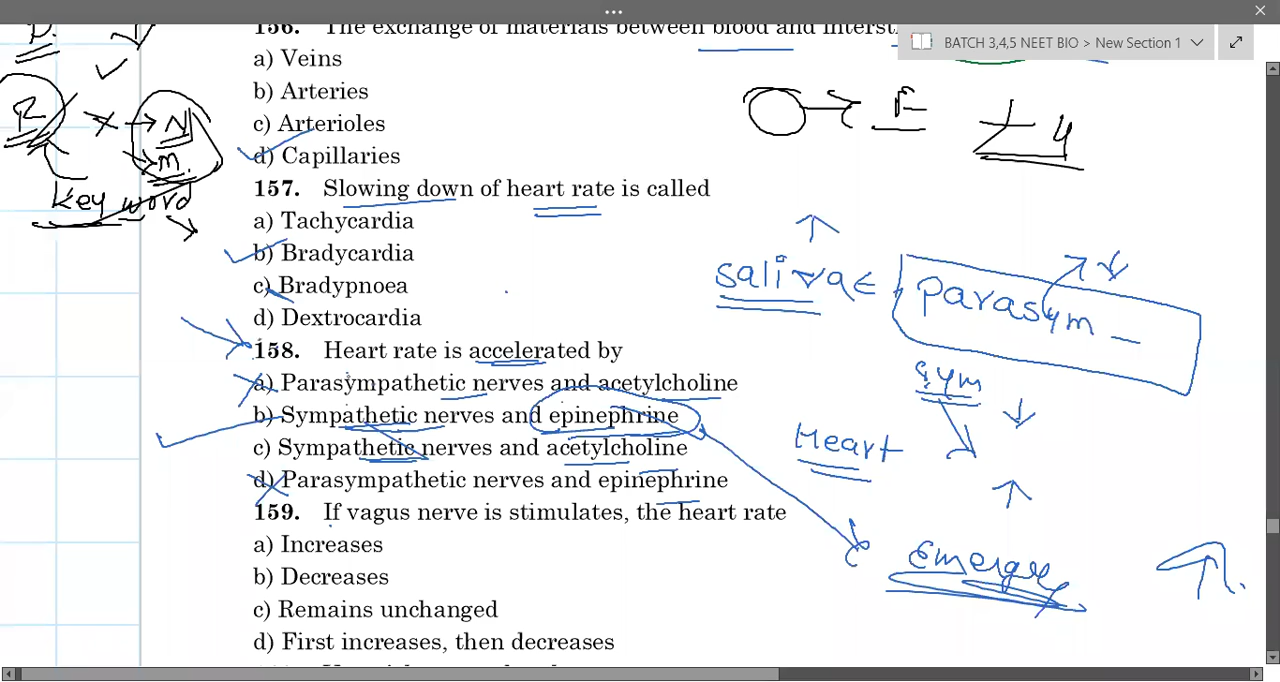 156. The exchange of materials between blood and interst
BATCH 3,4,5 NEET BIO > New Section 1
a) Veins
b) Arteries
c) Arterioles
d) Capillaries
157. Slowing down of heart rate is called
a) Tachycardia
b) Bradycardia
c) Bradypnoea
d) Dextrocardia
158. Heart rate is accelerated by
a) Parasympathetic nerves and acetylcholine
b) Sympathetic nerves and epinephrine
c) Sympathetic nerves and acetylcholine
d) Parasympathetic nerves and epinephrine
159. If vagus nerve is stimulates, the heart rate
a) Increases
b) Decreases
c) Remains unchanged
d) First increases, then decreases
R
N
m.
key word
saliva
parasym
sym
Heart